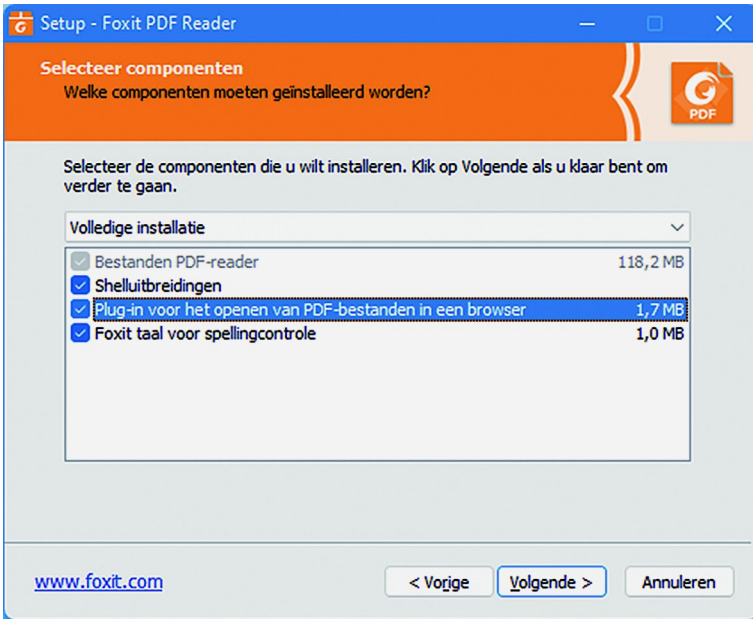 Setup - Foxit PDF Reader
Selecteer componenten
Welke componenten moeten geïnstalleerd worden?
PDF
Selecteer de componenten die u wilt installeren. Klik op Volgende als u klaar bent om
verder te gaan.
Volledige installatie
Bestanden PDF-reader 118,2 MB
Shelluitbreidingen
Plug-in voor het openen van PDF-bestanden in een browser 1,7 MB
Foxit taal voor spellingcontrole 1,0 MB
www.foxit.com < Vorige Volgende > Annuleren